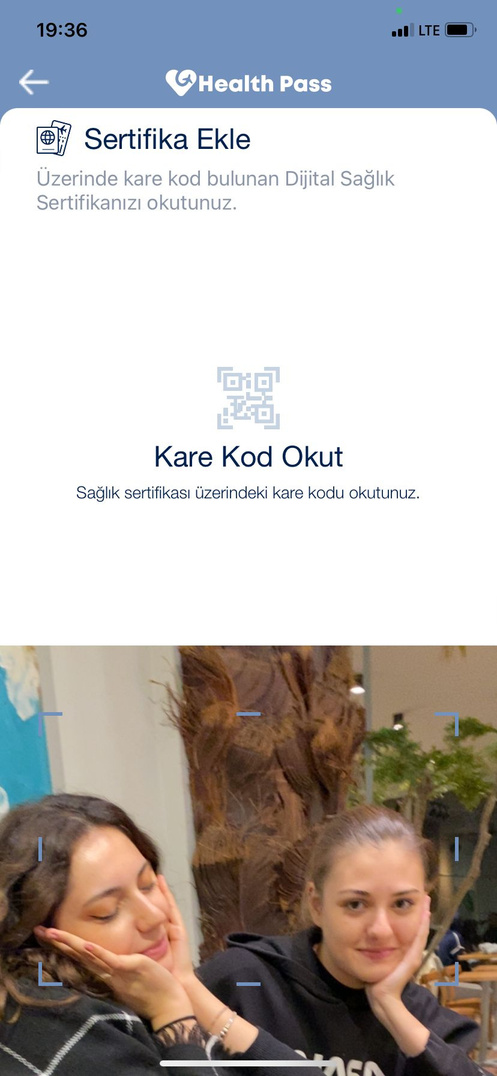 19:36
LTE
Health Pass
Sertifika Ekle
Üzerinde kare kod bulunan Dijital Sağlık
Sertifikanızı okutunuz.
Kare Kod Okut
Sağlık sertifikası üzerindeki kare kodu okutunuz.